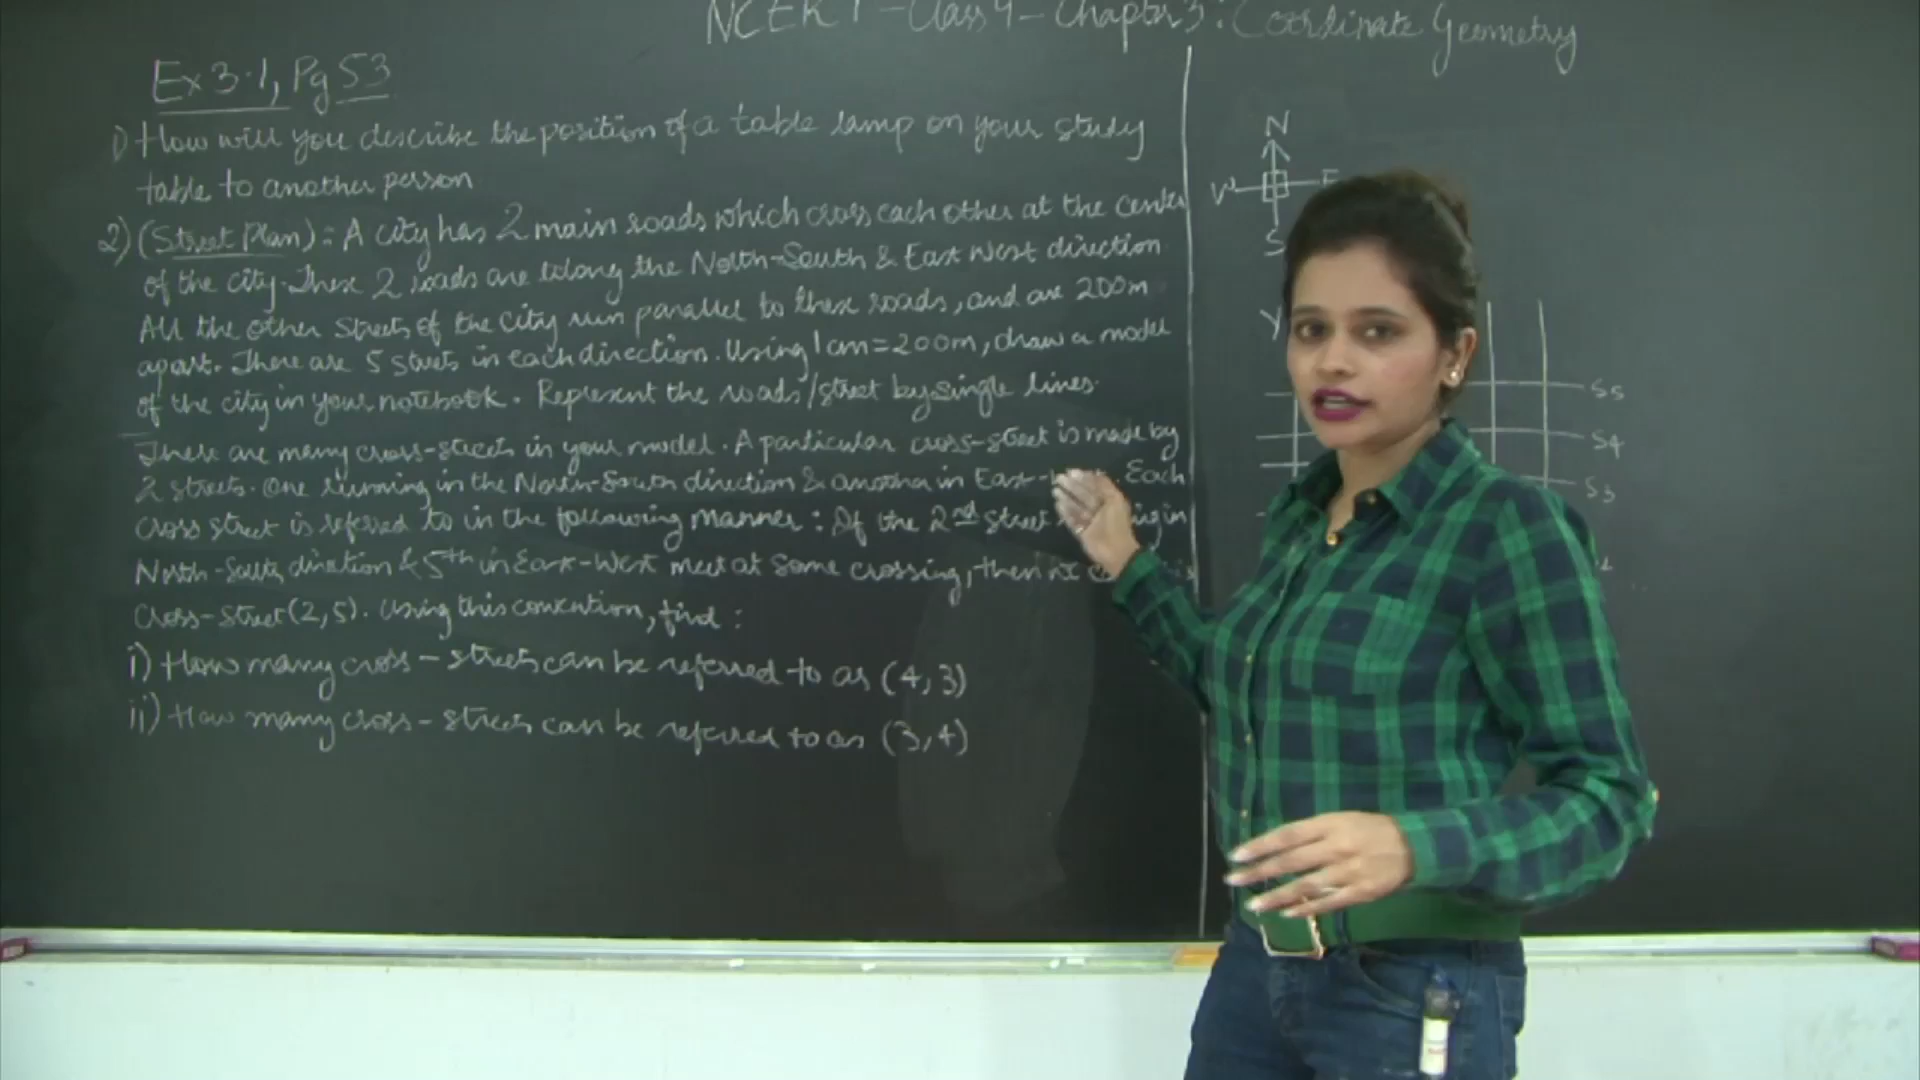 NCERT - Class 9 - Chapter 3 : Coordinate Geometry
Ex 3.1, Pg 53
1) How will you describe the position of a table lamp on your study
table to another person
2) (Street Plan) : A city has 2 main roads which cross each other at the center
of the city. These 2 roads are along the North-South & East West direction
All the other streets of the city run parallel to these roads, and are 200m
apart. There are 5 streets in each direction. Using 1cm = 200m, draw a model
of the city in your notebook. Represent the roads/street by single lines.
There are many cross-streets in your model. A particular cross-street is made by
2 streets. One running in the North-South direction & another in East- Each
cross street is referred to in the following manner : If the 2nd street in
North-South direction & 5th in East-West meet at some crossing, then
Cross-Street (2, 5). Using this convention, find :
i) How many cross - streets can be referred to as (4, 3)
ii) How many cross - streets can be referred to as (3, 4)
N
W E
S
Y
S5
S4
S3